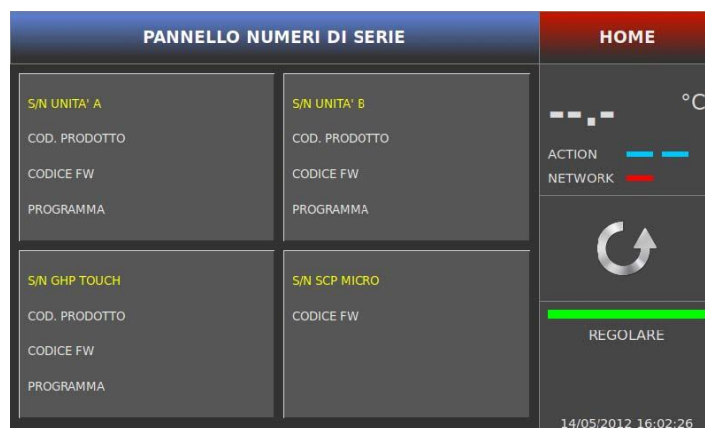 PANNELLO NUMERI DI SERIE
HOME
S/N UNITA' A
COD. PRODOTTO
CODICE FW
PROGRAMMA
S/N UNITA' B
COD. PRODOTTO
CODICE FW
PROGRAMMA
S/N GHP TOUCH
COD. PRODOTTO
CODICE FW
PROGRAMMA
S/N SCP MICRO
CODICE FW
--.- °C
ACTION
NETWORK
REGOLARE
14/05/2012 16:02:26